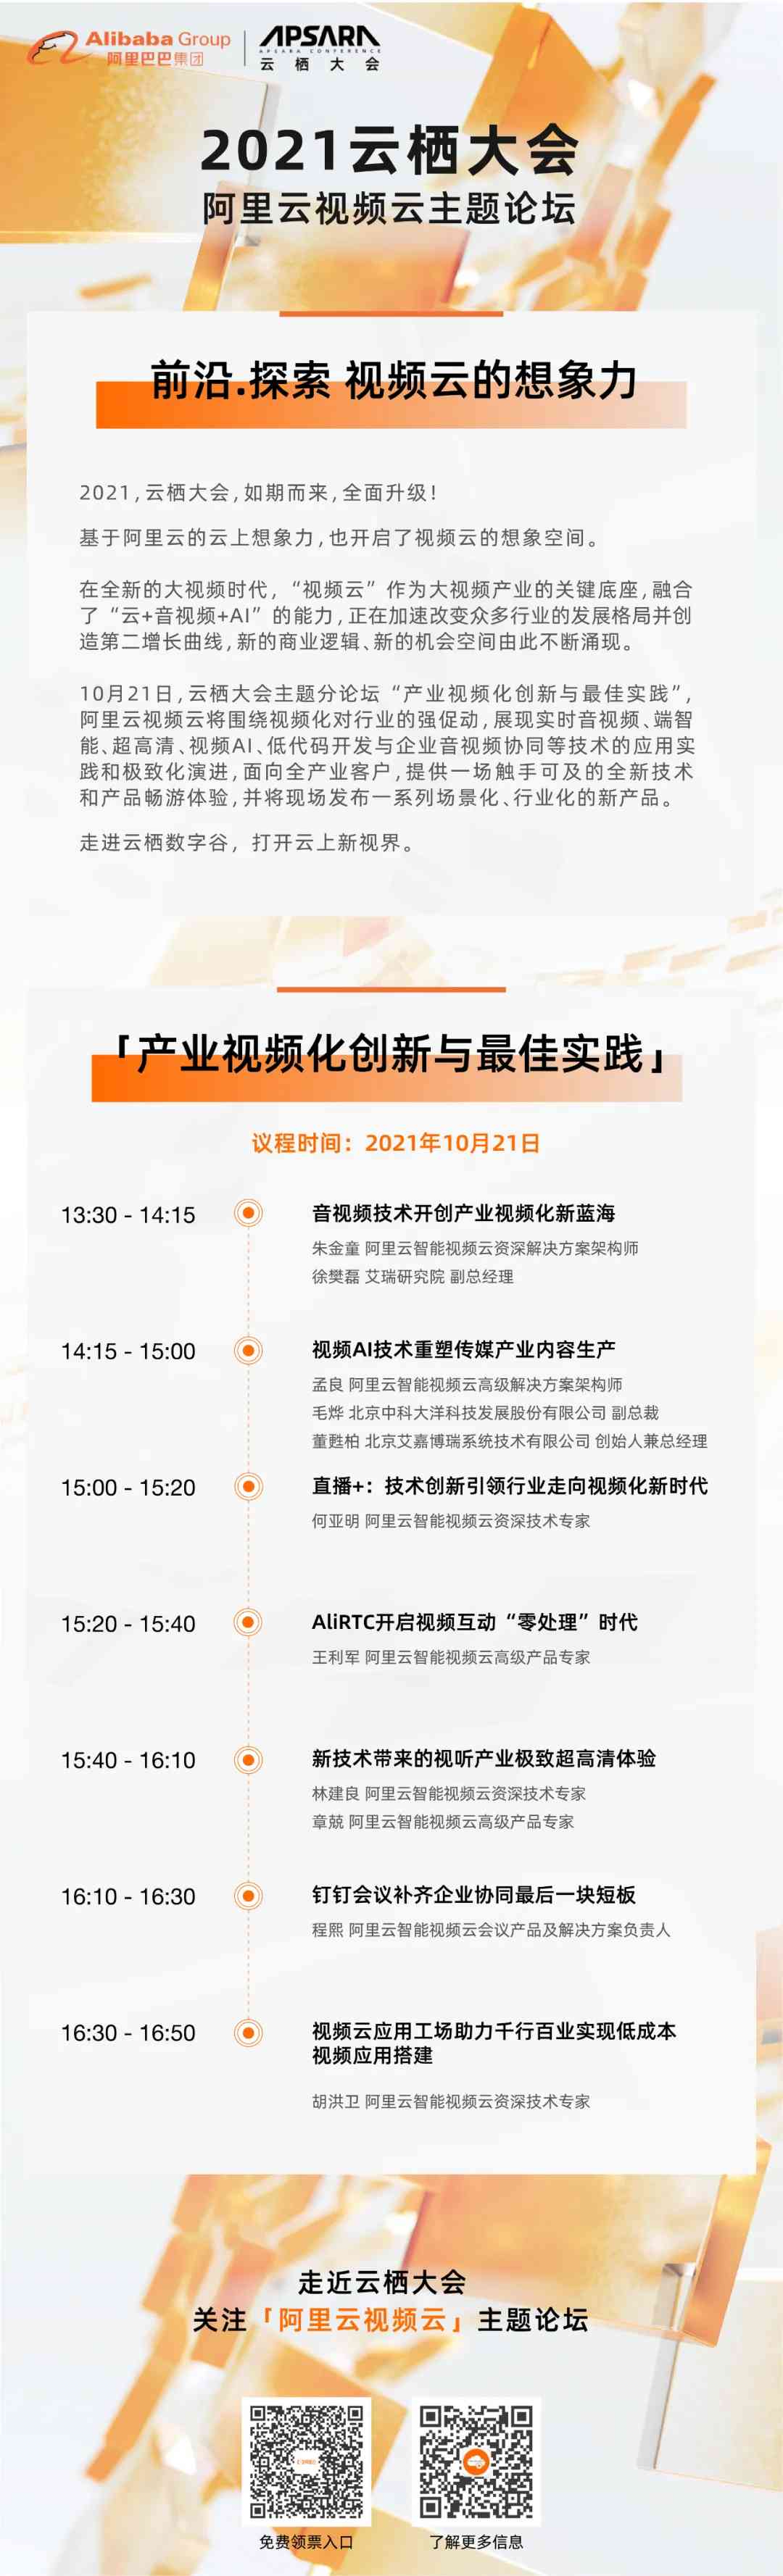 Alibaba Group
阿里巴巴集团
APSARA
APSARA CONFERENCE
云栖大会
2021云栖大会
阿里云视频云主题论坛
前沿.探索 视频云的想象力
2021,云栖大会,如期而来,全面升级!
基于阿里云的云上想象力,也开启了视频云的想象空间。
在全新的大视频时代，“视频云”作为大视频产业的关键底座,融合
了“云+音视频+AI”的能力,正在加速改变众多行业的发展格局并创
造第二增长曲线,新的商业逻辑、新的机会空间由此不断涌现。
10月21日,云栖大会主题分论坛“产业视频化创新与最佳实践”,
阿里云视频云将围绕视频化对行业的强促动,展现实时音视频、端智
能、超高清、视频AI、低代码开发与企业音视频协同等技术的应用实
践和极致化演进,面向全产业客户,提供一场触手可及的全新技术
和产品畅游体验,并将现场发布一系列场景化、行业化的新产品。
走进云栖数字谷，打开云上新视界。
「产业视频化创新与最佳实践」
议程时间：2021年10月21日
13:30 - 14:15
音视频技术开创产业视频化新蓝海
朱金童 阿里云智能视频云资深解决方案架构师
徐樊磊 艾瑞研究院 副总经理
14:15 - 15:00
视频AI技术重塑传媒产业内容生产
孟良 阿里云智能视频云高级解决方案架构师
毛烨 北京中科大洋科技发展股份有限公司 副总裁
董甦柏 北京艾嘉博瑞系统技术有限公司 创始人兼总经理
15:00 - 15:20
直播+：技术创新引领行业走向视频化新时代
何亚明 阿里云智能视频云资深技术专家
15:20 - 15:40
AliRTC开启视频互动“零处理”时代
王利军 阿里云智能视频云高级产品专家
15:40 - 16:10
新技术带来的视听产业极致超高清体验
林建良 阿里云智能视频云资深技术专家
章兢 阿里云智能视频云高级产品专家
16:10 - 16:30
钉钉会议补齐企业协同最后一块短板
程熙 阿里云智能视频云会议产品及解决方案负责人
16:30 - 16:50
视频云应用工场助力千行百业实现低成本
视频应用搭建
胡洪卫 阿里云智能视频云资深技术专家
走近云栖大会
关注「阿里云视频云」主题论坛
免费领票入口
了解更多信息